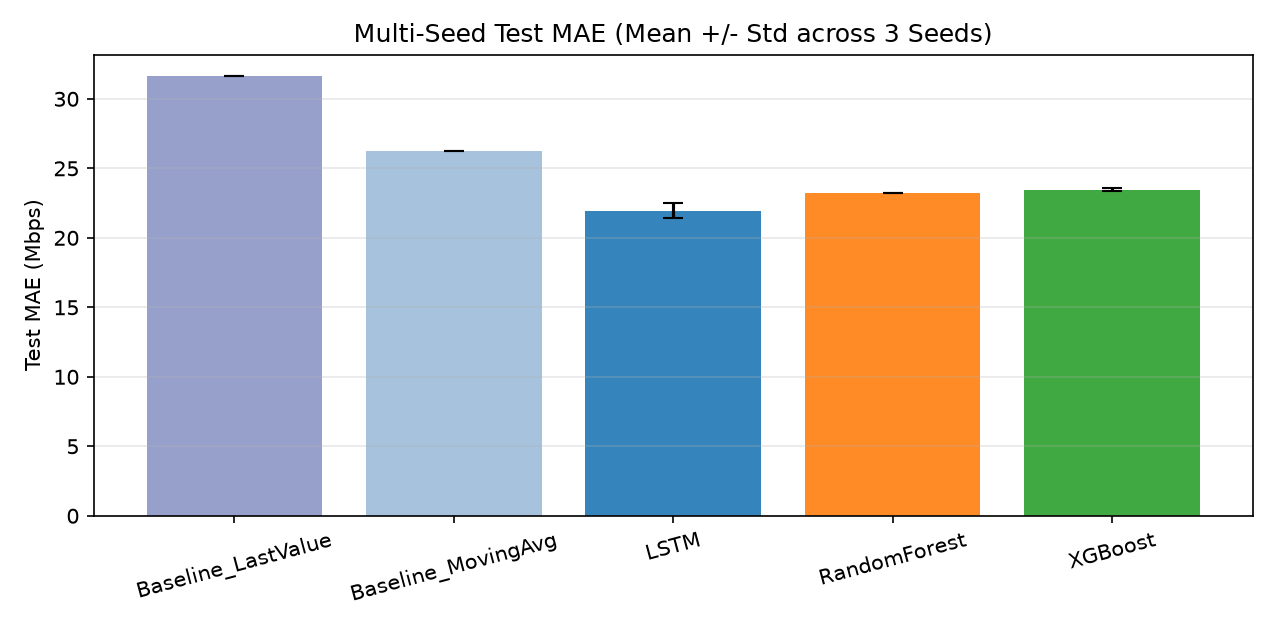 Multi-Seed Test MAE (Mean +/- Std across 3 Seeds)
Test MAE (Mbps)
30
25
20
15
10
5
0
Baseline_LastValue
Baseline_MovingAvg
LSTM
RandomForest
XGBoost